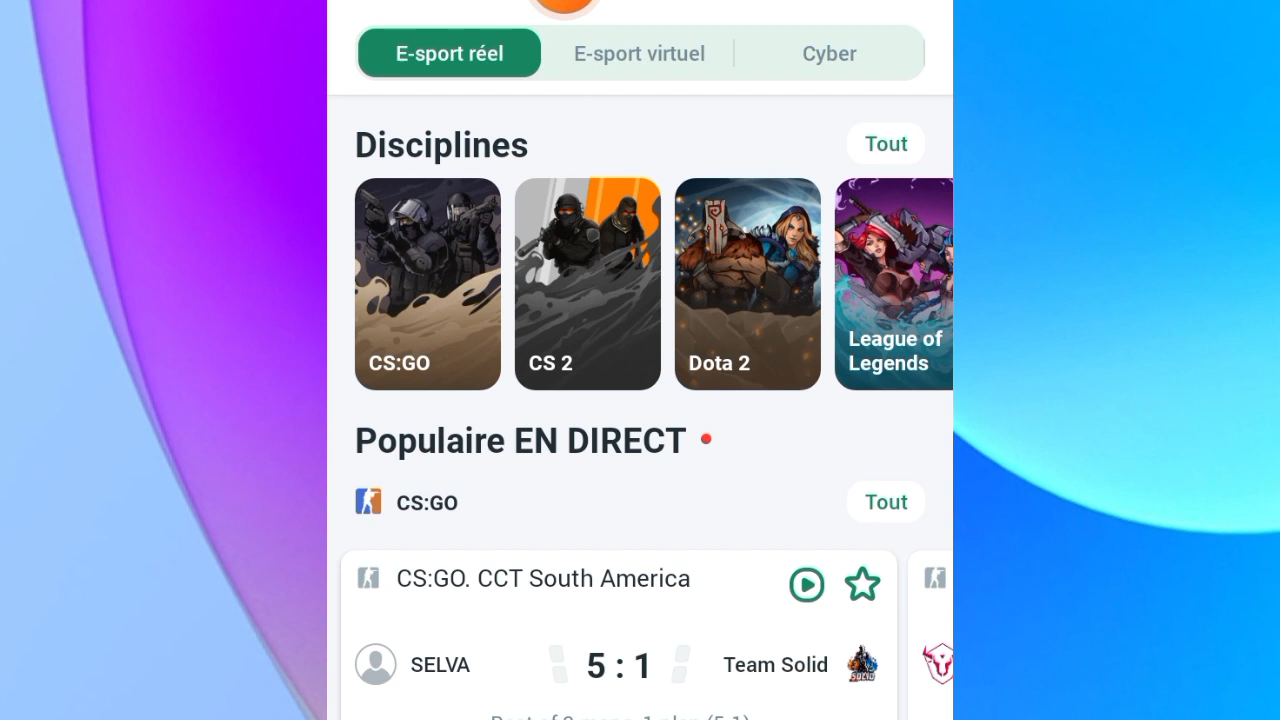 E-sport réel
E-sport virtuel
Cyber
Disciplines
Tout
CS:GO
CS 2
Dota 2
League of
Legends
Populaire EN DIRECT
CS:GO
Tout
CS:GO. CCT South America
SELVA
5 : 1
Team Solid